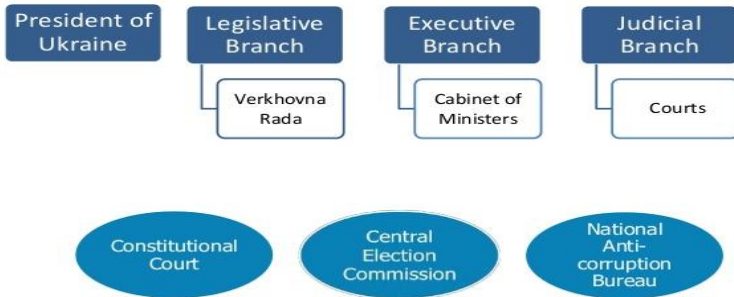 President of
Ukraine
Legislative
Branch
Executive
Branch
Judicial
Branch
Verkhovna
Rada
Cabinet of
Ministers
Courts
Constitutional
Court
Central
Election
Commission
National
Anti-
corruption
Bureau